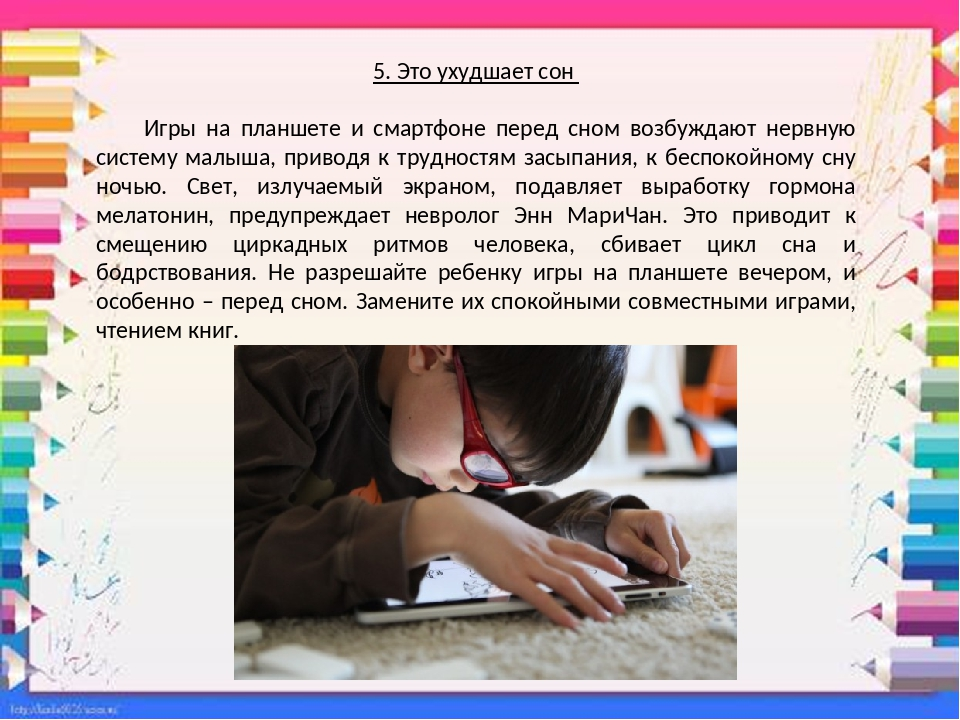 5. Это ухудшает сон
Игры на планшете и смартфоне перед сном возбуждают нервную
систему малыша, приводя к трудностям засыпания, к беспокойному сну
ночью. Свет, излучаемый экраном, подавляет выработку гормона
мелатонин, предупреждает невролог Энн МариЧан. Это приводит к
смещению циркадных ритмов человека, сбивает цикл сна и
бодрствования. Не разрешайте ребенку игры на планшете вечером, и
особенно – перед сном. Замените их спокойными совместными играми,
чтением книг.